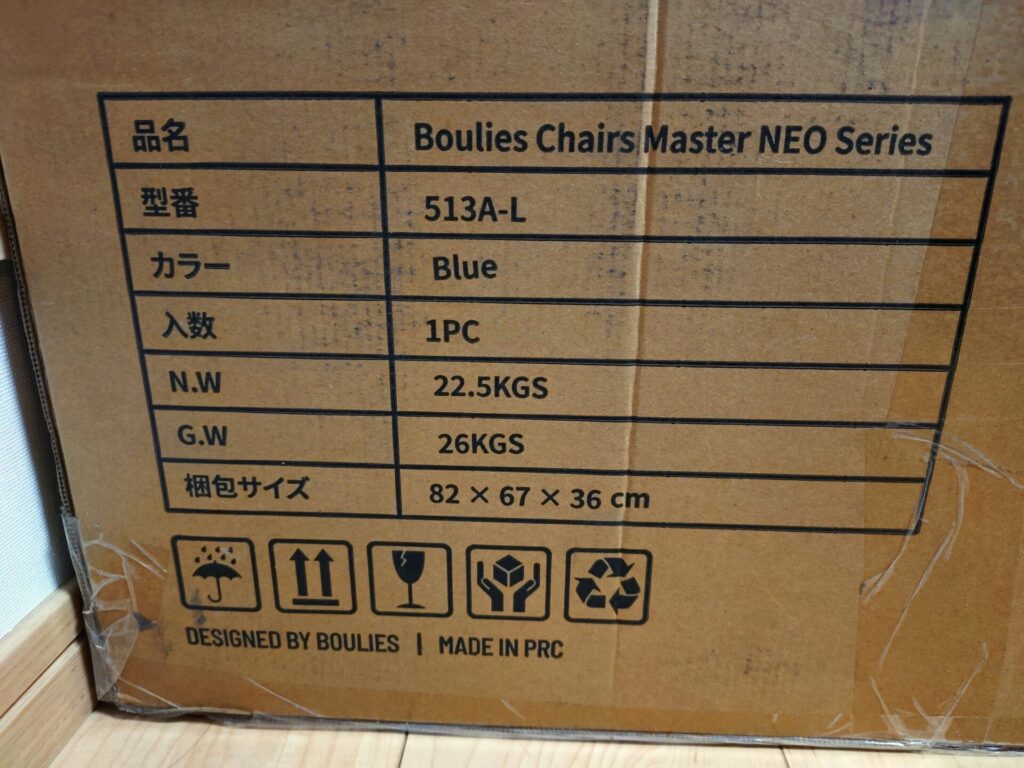 品名 Boulies Chairs Master NEO Series
型番 513A-L
カラー Blue
入数 1PC
N.W 22.5KGS
G.W 26KGS
梱包サイズ 82 × 67 × 36 cm
DESIGNED BY BOULIES | MADE IN PRC